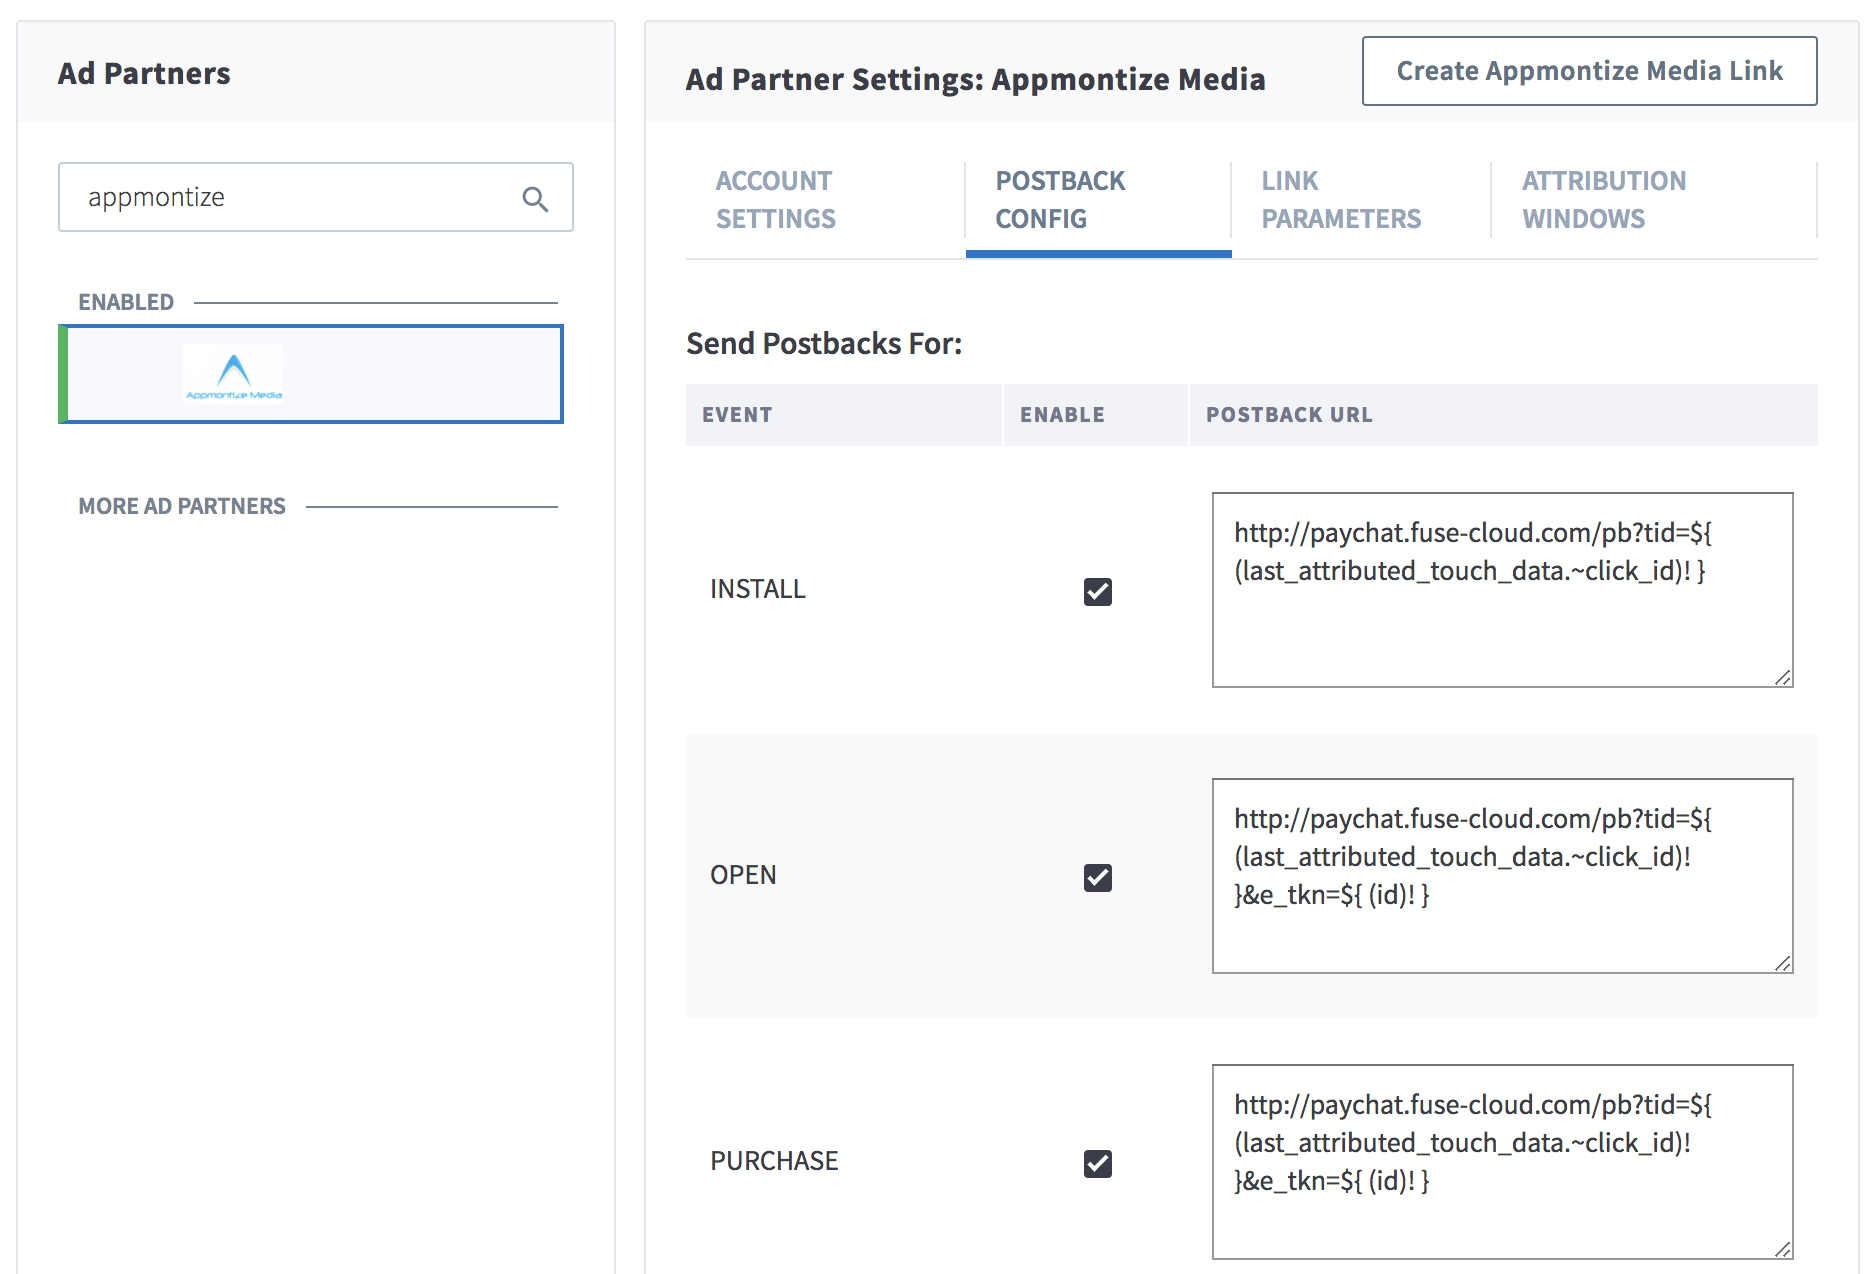 Ad Partners
appmontize
ENABLED
Appmontize Media
MORE AD PARTNERS
Ad Partner Settings: Appmontize Media
Create Appmontize Media Link
ACCOUNT
SETTINGS
POSTBACK
CONFIG
LINK
PARAMETERS
ATTRIBUTION
WINDOWS
Send Postbacks For:
EVENT
ENABLE
POSTBACK URL
INSTALL
http://paychat.fuse-cloud.com/pb?tid=${
(last_attributed_touch_data.~click_id)! }
OPEN
http://paychat.fuse-cloud.com/pb?tid=${
(last_attributed_touch_data.~click_id)!
}&e_tkn=${ (id)! }
PURCHASE
http://paychat.fuse-cloud.com/pb?tid=${
(last_attributed_touch_data.~click_id)!
}&e_tkn=${ (id)! }